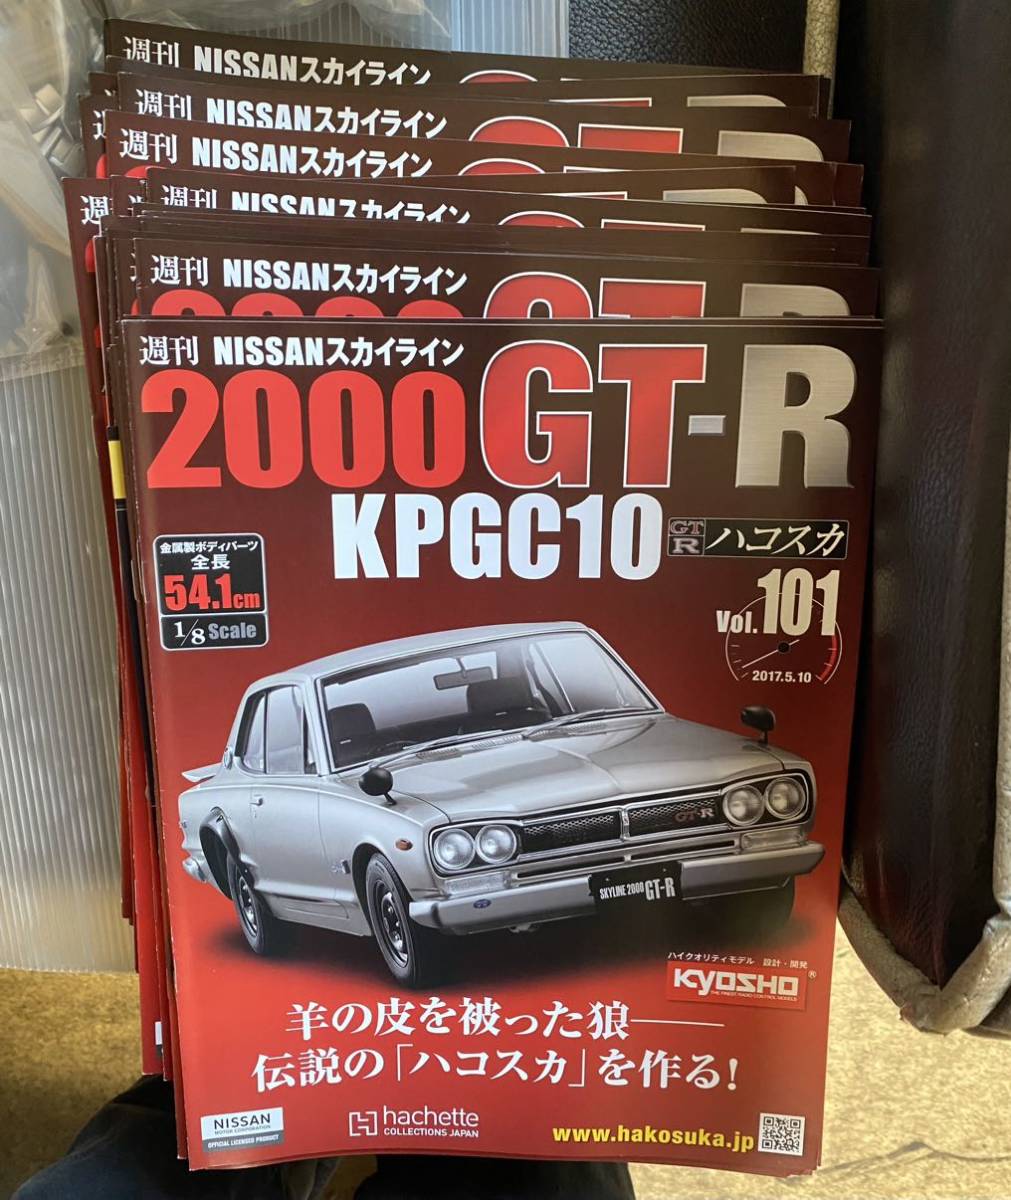 週刊 NISSANスカイライン
GT-R
週刊 NISSANスカイライン
GT-R
週刊 NISSANスカイライン
GT-R
週刊 NISSANスカイライン
週刊 NISSANスカイライン
2000 GT-R
週刊 NISSANスカイライン
2000GT-R
KPGC10
GT R ハコスカ
金属製ボディパーツ
全長
54.1cm
1/8 Scale
Vol.101
2017.5.10
GT-R
SKYLINE 2000 GT-R
ハイクオリティモデル 設計・開発
KYOSHO®
THE FINEST RADIO CONTROL MODELS
羊の皮を被った狼──
伝説の「ハコスカ」を作る!
NISSAN
MOTOR CORPORATION
OFFICIAL LICENSED PRODUCT
hachette
COLLECTIONS JAPAN
www.hakosuka.jp